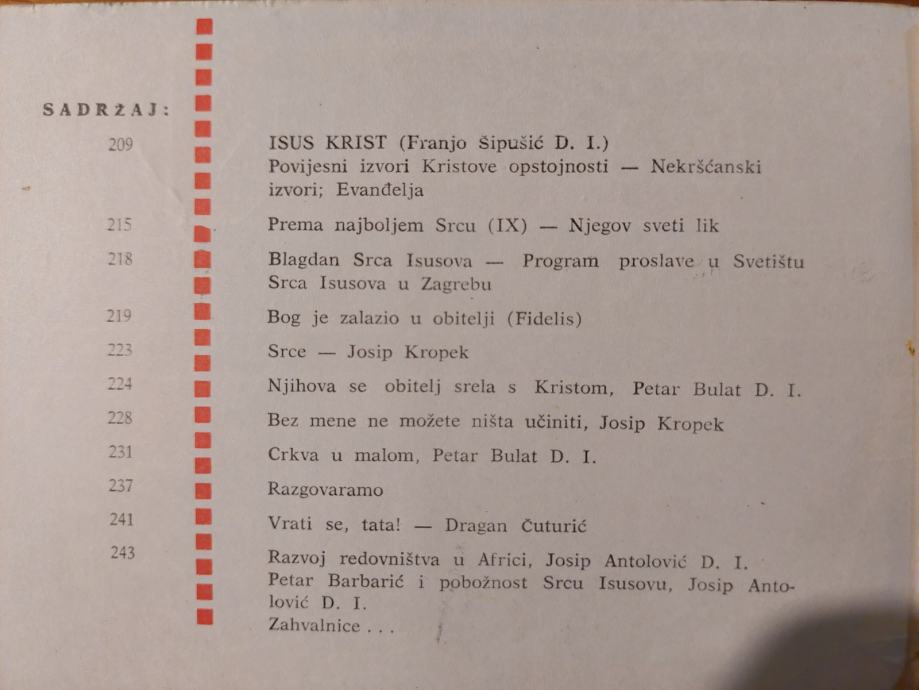 SADRŽAJ:
209 ISUS KRIST (Franjo Šipušić D. I.)
Povijesni izvori Kristove opstojnosti — Nekršćanski
izvori; Evanđelja
215 Prema najboljem Srcu (IX) — Njegov sveti lik
218 Blagdan Srca Isusova — Program proslave u Svetištu
Srca Isusova u Zagrebu
219 Bog je zalazio u obitelji (Fidelis)
223 Srce — Josip Kropek
224 Njihova se obitelj srela s Kristom, Petar Bulat D. I.
228 Bez mene ne možete ništa učiniti, Josip Kropek
231 Crkva u malom, Petar Bulat D. I.
237 Razgovaramo
241 Vrati se, tata! — Dragan Čuturić
243 Razvoj redovništva u Africi, Josip Antolović D. I.
Petar Barbarić i pobožnost Srcu Isusovu, Josip Anto-
lović D. I.
Zahvalnice . . .